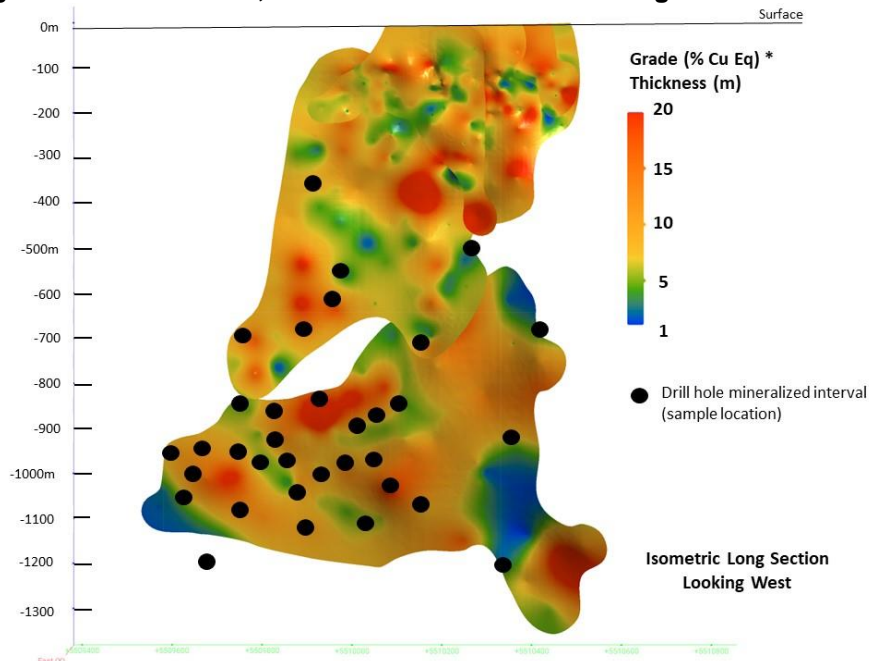 Surface
0m
-100
-200
-300
-400
-500m
-600
-700
-800
-900
-1000m
-1100
-1200
-1300
Grade (% Cu Eq) *
Thickness (m)
20
15
10
5
1
Drill hole mineralized interval
(sample location)
Isometric Long Section
Looking West